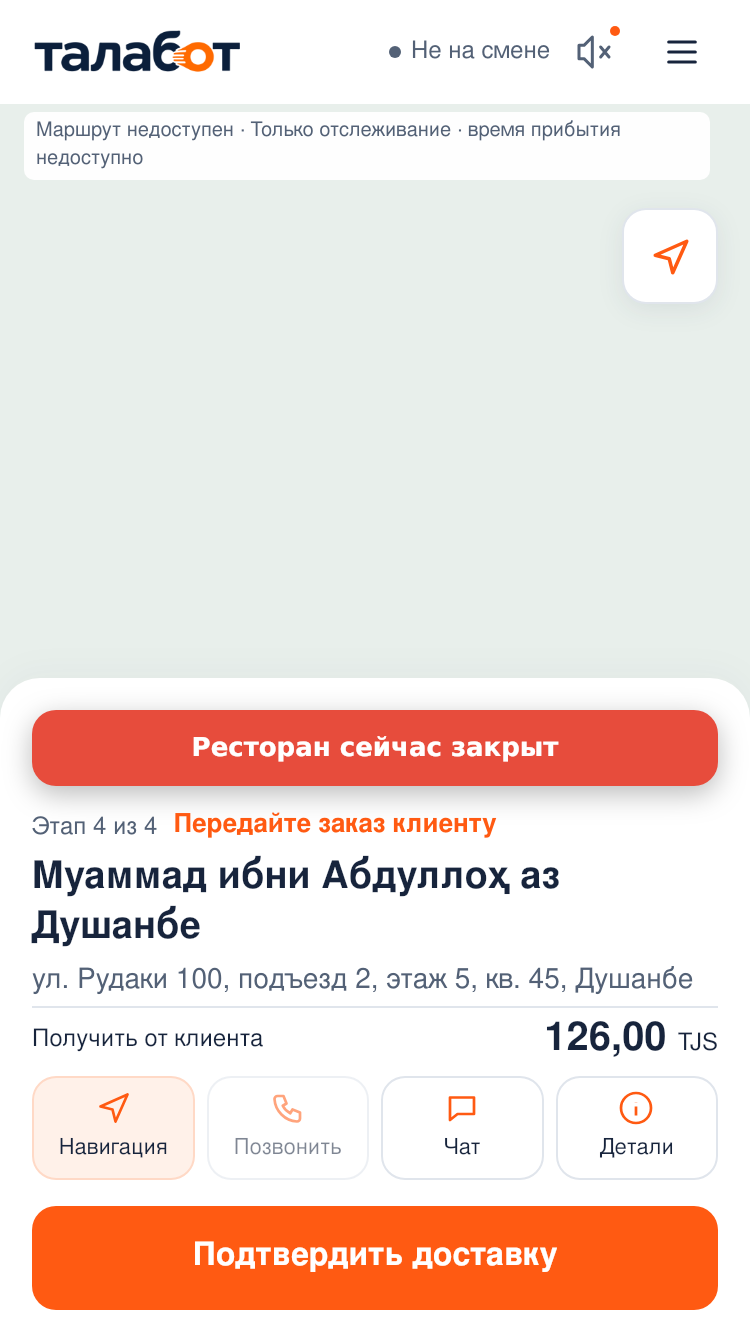 талабот
Не на смене
Маршрут недоступен · Только отслеживание · время прибытия
недоступно
Ресторан сейчас закрыт
Этап 4 из 4 Передайте заказ клиенту
Муаммад ибни Абдуллоҳ аз
Душанбе
ул. Рудаки 100, подъезд 2, этаж 5, кв. 45, Душанбе
Получить от клиента 126,00 TJS
Навигация Позвонить Чат Детали
Подтвердить доставку